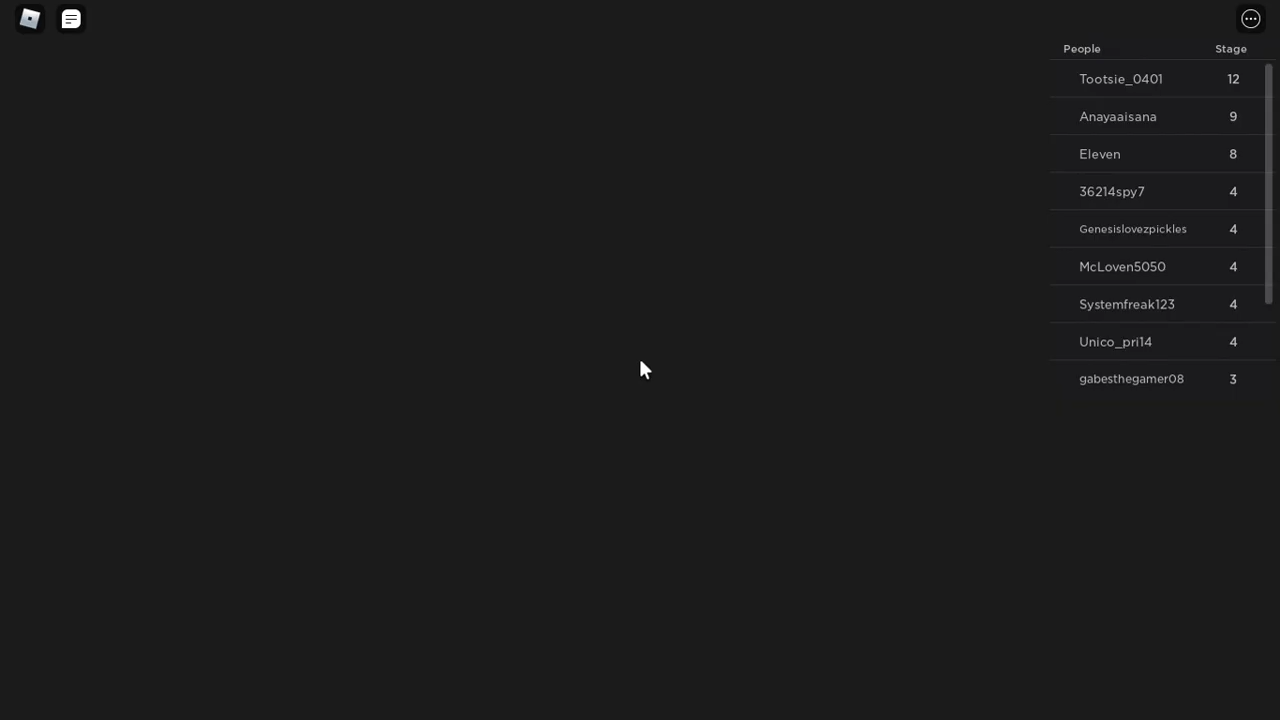 People Stage
Tootsie_0401 12
Anayaaisana 9
Eleven 8
36214spy7 4
Genesislovezpickles 4
McLoven5050 4
Systemfreak123 4
Unico_pri14 4
gabesthegamer08 3